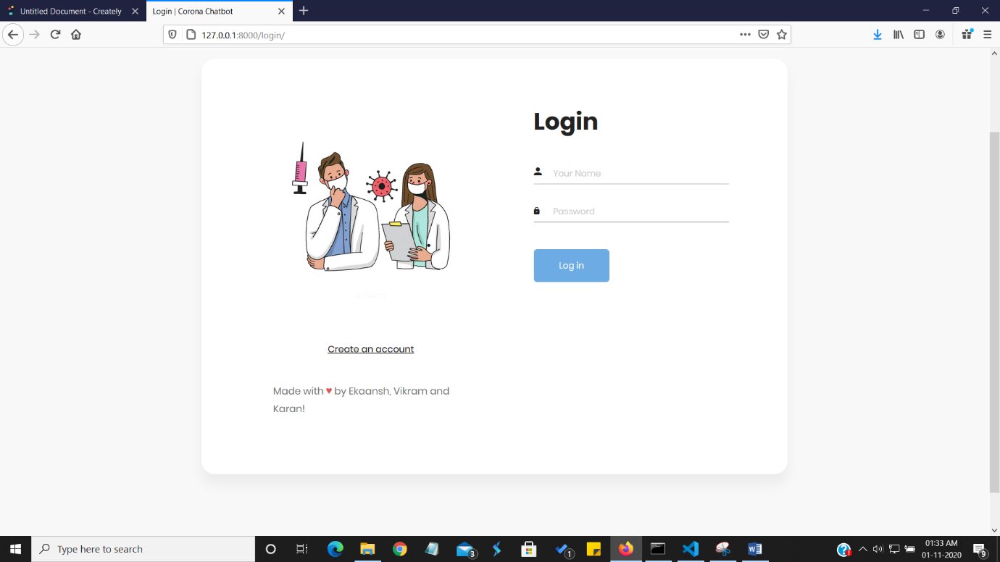 Untitled Document - Creately
Login | Corona Chatbot
127.0.0.1:8000/login/
Login
Your Name
Password
Log in
Create an account
Made with ♥ by Ekaansh, Vikram and
Karan!
Type here to search
3
1
01:33 AM
01-11-2020
9